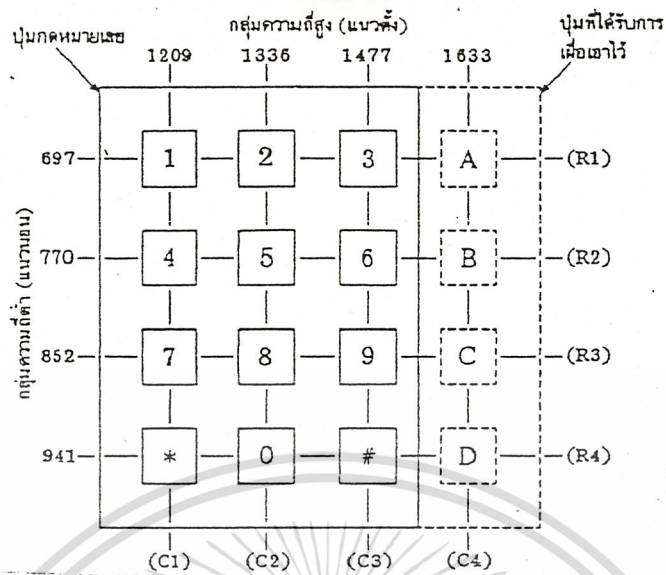 กลุ่มความถี่สูง (แนวตั้ง)
ปุ่มกดหมายเลข
ปุ่มที่ได้รับการ
เผื่อเอาไว้
1209 1336 1477 1633
697 1 2 3 A (R1)
770 4 5 6 B (R2)
852 7 8 9 C (R3)
941 * 0 # D (R4)
กลุ่มความถี่ต่ำ (แนวนอน)
(C1) (C2) (C3) (C4)